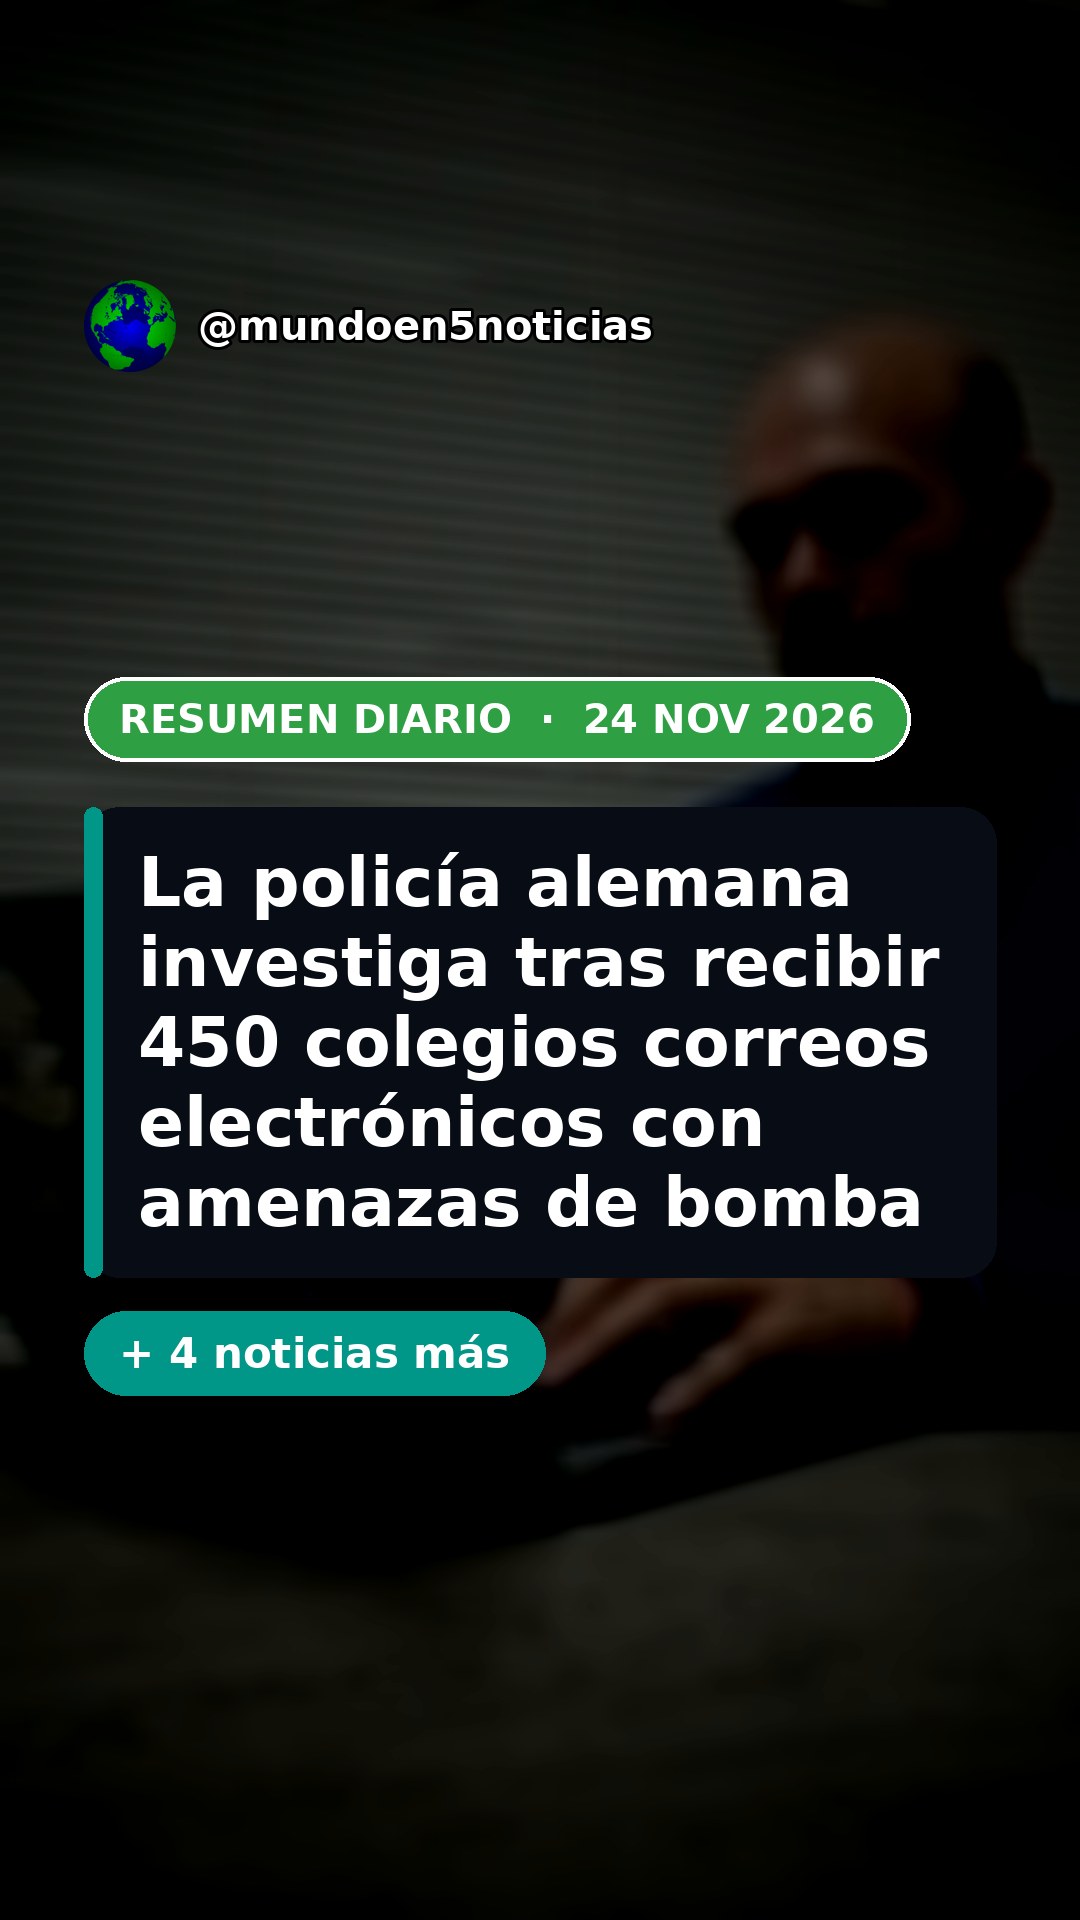 @mundoen5noticias
RESUMEN DIARIO · 24 NOV 2026
La policía alemana
investiga tras recibir
450 colegios correos
electrónicos con
amenazas de bomba
+ 4 noticias más